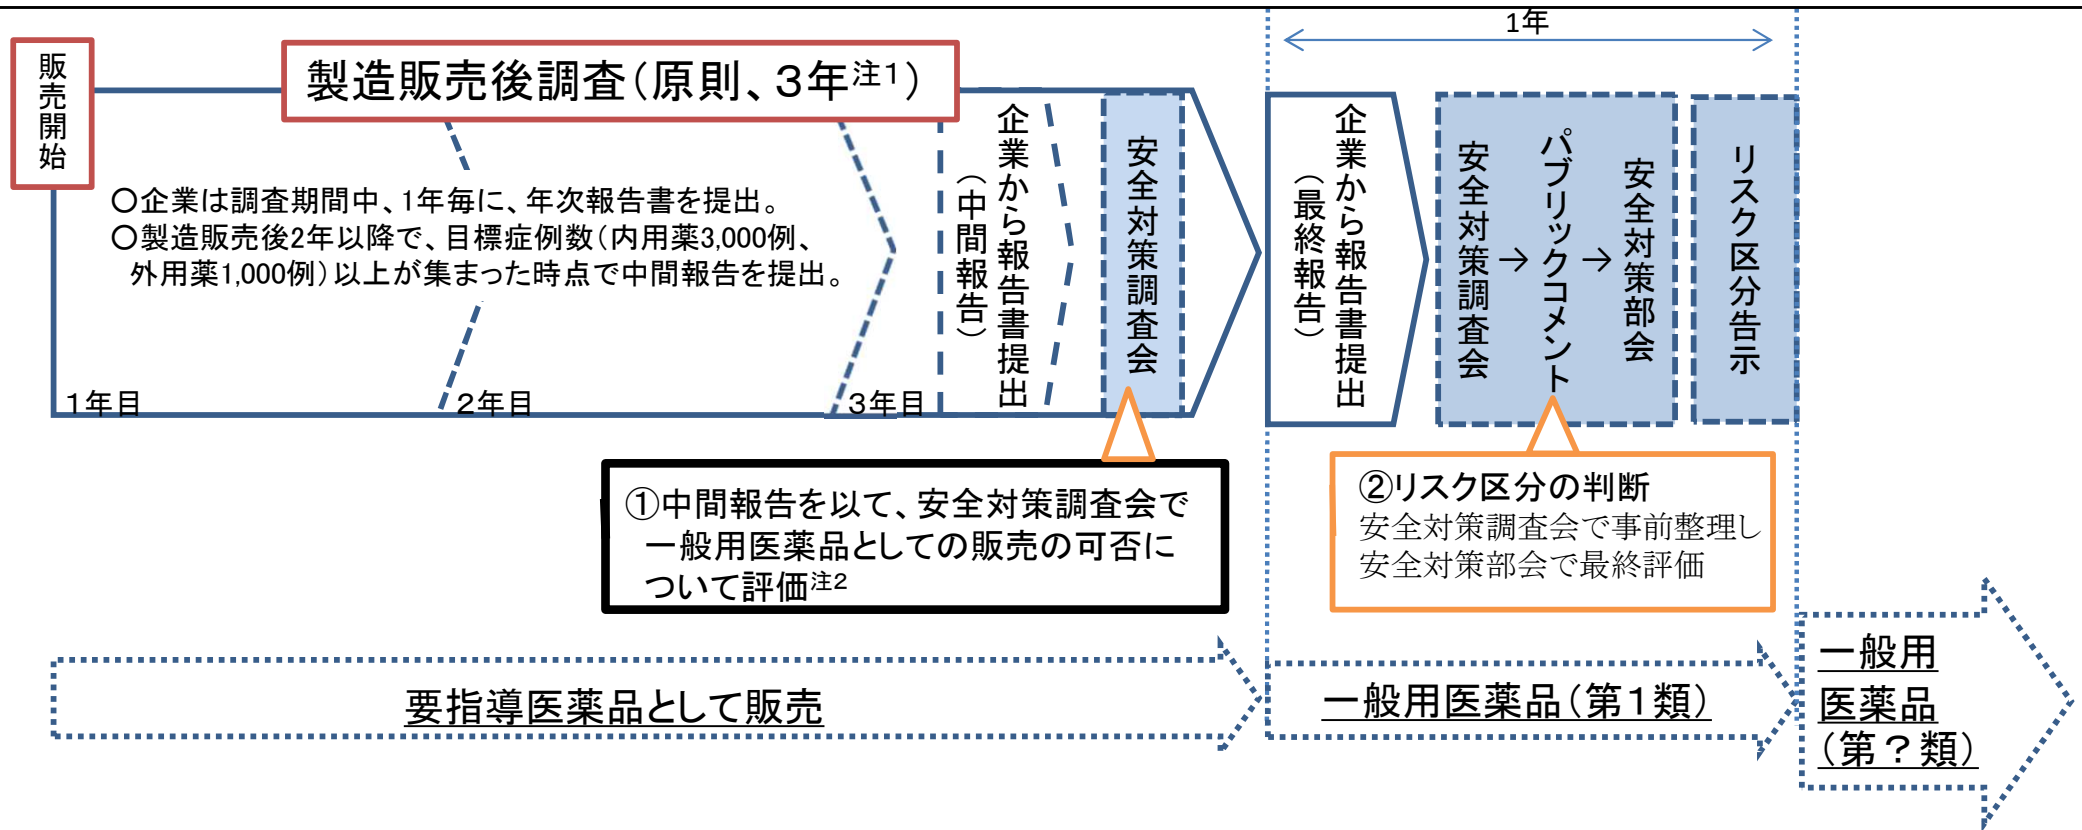 1年
販売開始
製造販売後調査(原則、3年注1)
○企業は調査期間中、1年毎に、年次報告書を提出。
○製造販売後2年以降で、目標症例数(内用薬3,000例、
外用薬1,000例)以上が集まった時点で中間報告を提出。
1年目
2年目
3年目
企業から報告書提出
(中間報告)
安全対策調査会
企業から報告書提出
(最終報告)
安全対策調査会
→
パブリックコメント
→
安全対策部会
リスク区分告示
①中間報告を以て、安全対策調査会で
一般用医薬品としての販売の可否に
ついて評価注2
②リスク区分の判断
安全対策調査会で事前整理し
安全対策部会で最終評価
要指導医薬品として販売
一般用医薬品(第1類)
一般用
医薬品
(第?類)